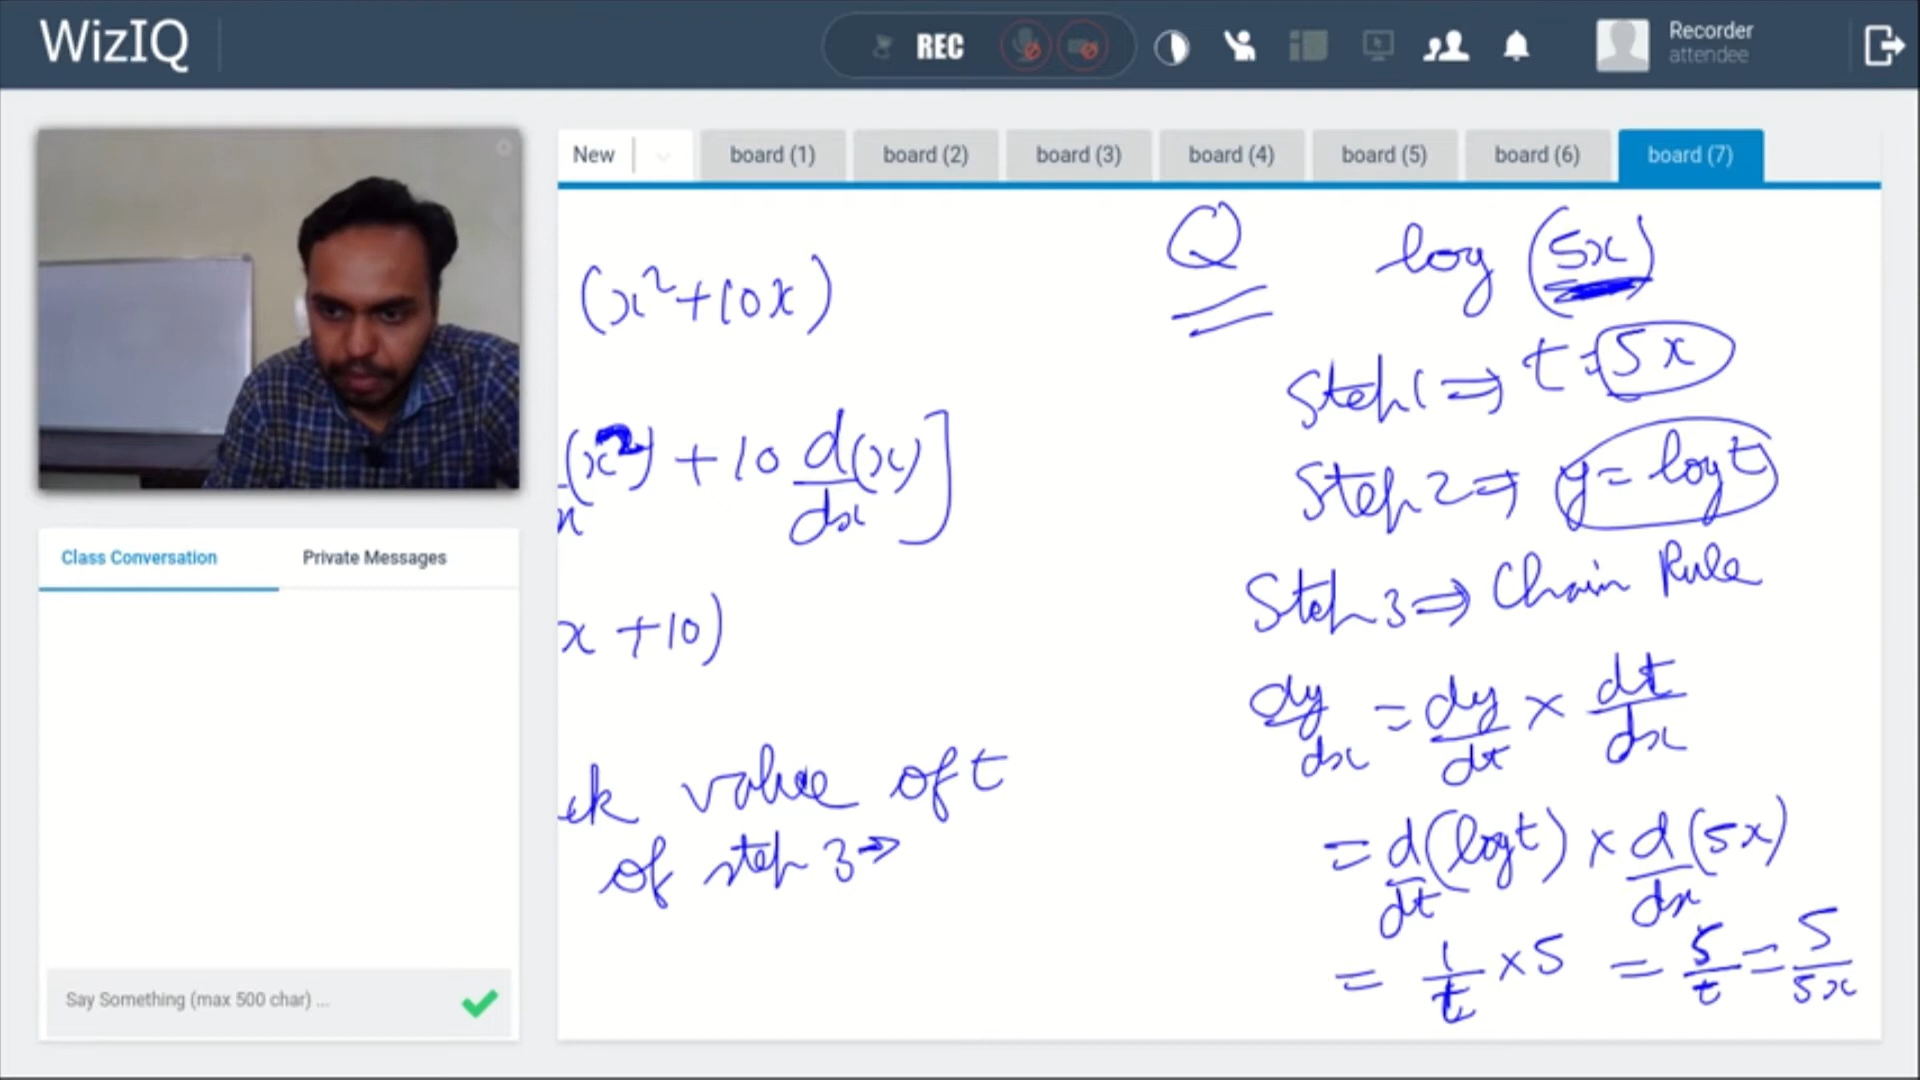 WizIQ
REC
Recorder
attendee
New
board (1)
board (2)
board (3)
board (4)
board (5)
board (6)
board (7)
Class Conversation
Private Messages
Say Something (max 500 char) ...
(x²+10x)
(x²) + 10 d/dx (x)]
x +10)
value of t
of step 3⇒
Q log (5x)
Step 1 ⇒ t = 5x
Step 2 ⇒ y = log t
Step 3 ⇒ Chain Rule
dy/dx = dy/dt × dt/dx
= d/dt (log t) × d/dx (5x)
= 1/t × 5 = 5/t = 5/5x